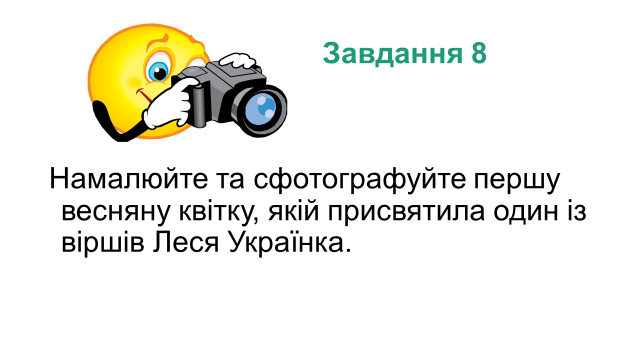 Завдання 8
Намалюйте та сфотографуйте першу
весняну квітку, якій присвятила один із
віршів Леся Українка.